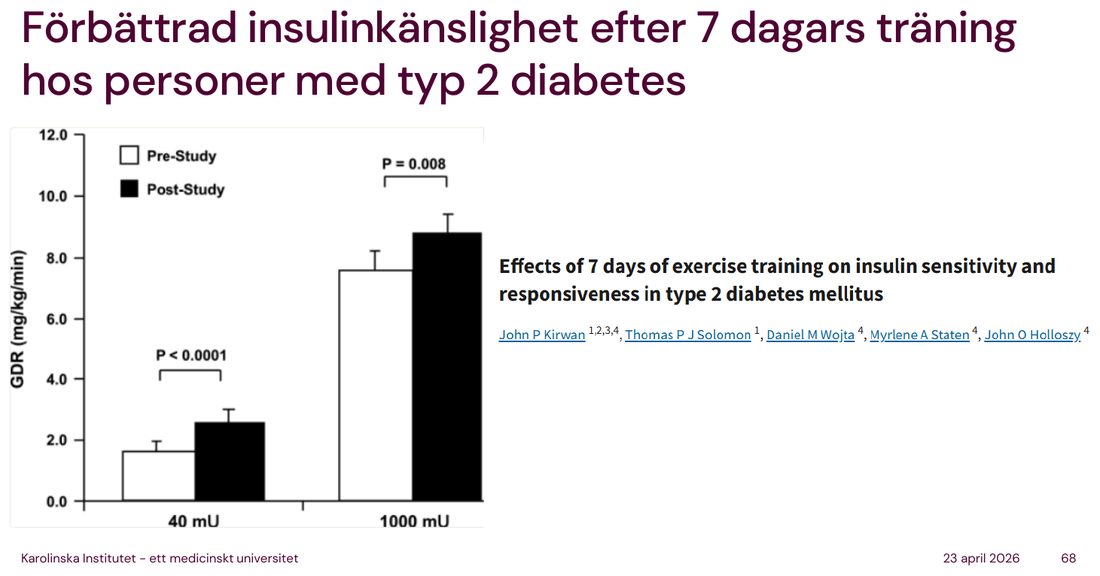 Förbättrad insulinkänslighet efter 7 dagars träning
hos personer med typ 2 diabetes
12.0
10.0
8.0
6.0
4.0
2.0
0.0
GDR (mg/kg/min)
Pre-Study
Post-Study
P < 0.0001
P = 0.008
40 mU
1000 mU
Effects of 7 days of exercise training on insulin sensitivity and
responsiveness in type 2 diabetes mellitus
John P Kirwan 1,2,3,4, Thomas P J Solomon 1, Daniel M Wojta 4, Myrlene A Staten 4, John O Holloszy 4
Karolinska Institutet - ett medicinskt universitet
23 april 2026
68